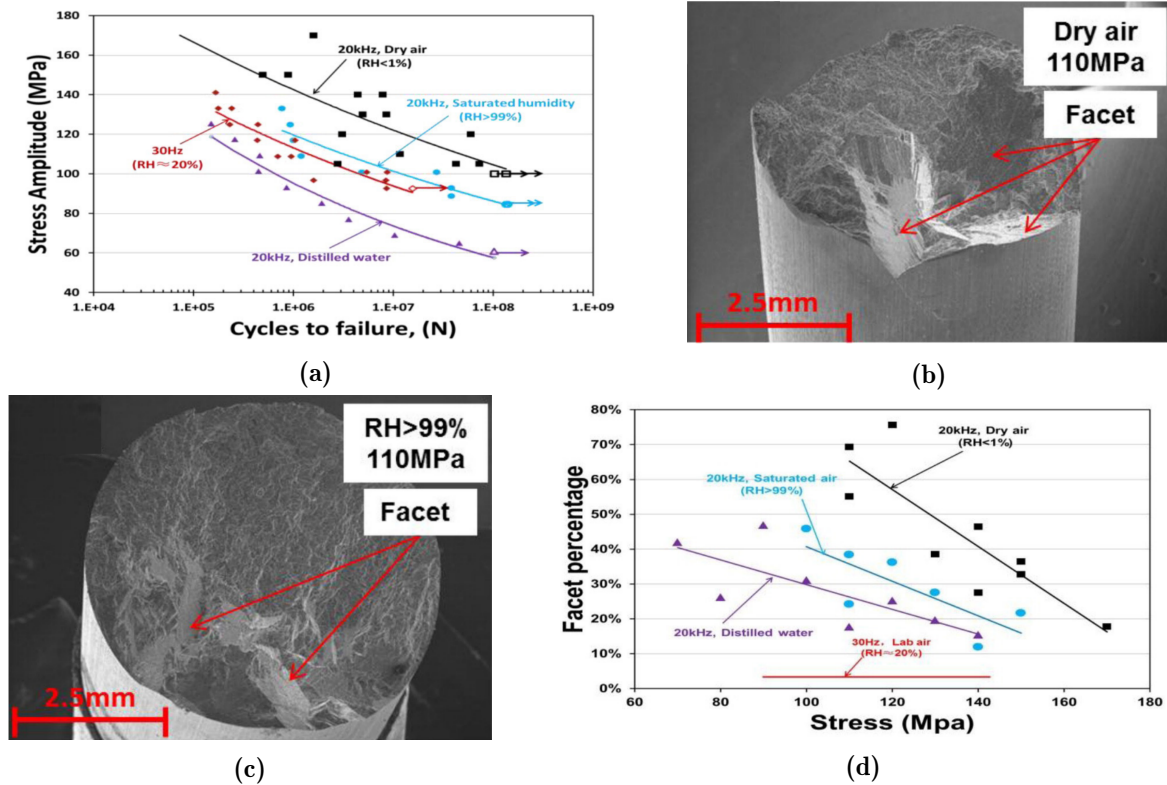 180
160
140
120
100
80
60
40
Stress Amplitude (MPa)
1.E+04
1.E+05
1.E+06
1.E+07
1.E+08
1.E+09
Cycles to failure, (N)
20kHz, Dry air
(RH<1%)
20kHz, Saturated humidity
(RH>99%)
30Hz
(RH≈20%)
20kHz, Distilled water
(a)
Dry air
110MPa
Facet
2.5mm
(b)
RH>99%
110MPa
Facet
2.5mm
(c)
80%
70%
60%
50%
40%
30%
20%
10%
0%
Facet percentage
60
80
100
120
140
160
180
Stress (Mpa)
20kHz, Dry air
(RH<1%)
20kHz, Saturated air
(RH>99%)
20kHz, Distilled water
30Hz, Lab air
(RH≈20%)
(d)